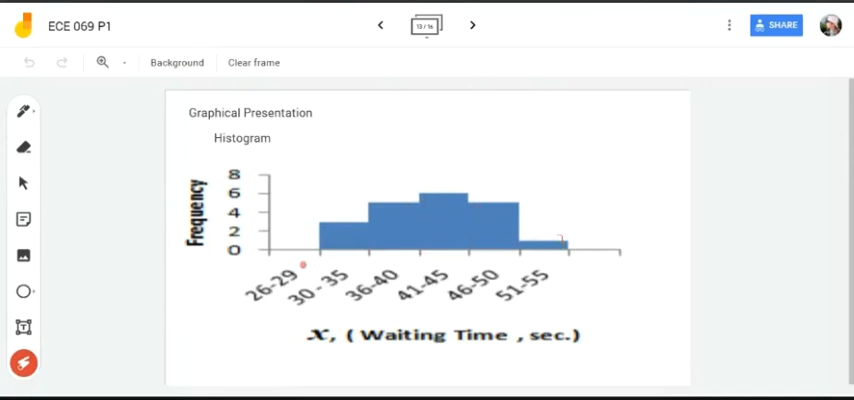 ECE 069 P1
13 / 16
SHARE
Background
Clear frame
Graphical Presentation
Histogram
Frequency
8
6
4
2
0
26-29
30 - 35
36-40
41-45
46-50
51-55
x, ( Waiting Time , sec.)